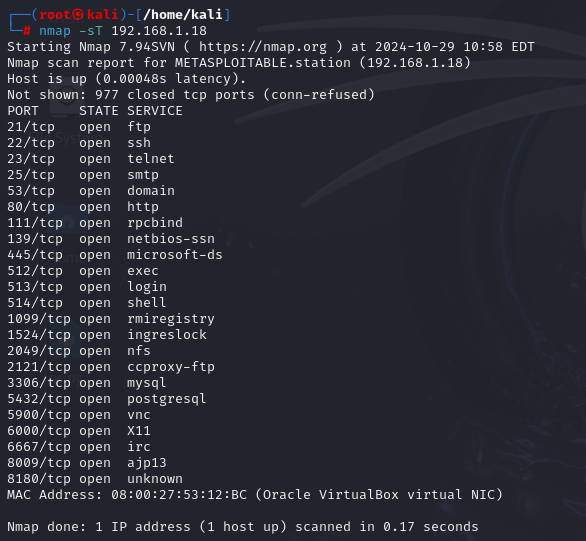 ┌──(root㉿kali)-[/home/kali]
└─# nmap -sT 192.168.1.18
Starting Nmap 7.94SVN ( https://nmap.org ) at 2024-10-29 10:58 EDT
Nmap scan report for METASPLOITABLE.station (192.168.1.18)
Host is up (0.00048s latency).
Not shown: 977 closed tcp ports (conn-refused)
PORT     STATE SERVICE
21/tcp   open  ftp
22/tcp   open  ssh
23/tcp   open  telnet
25/tcp   open  smtp
53/tcp   open  domain
80/tcp   open  http
111/tcp  open  rpcbind
139/tcp  open  netbios-ssn
445/tcp  open  microsoft-ds
512/tcp  open  exec
513/tcp  open  login
514/tcp  open  shell
1099/tcp open  rmiregistry
1524/tcp open  ingreslock
2049/tcp open  nfs
2121/tcp open  ccproxy-ftp
3306/tcp open  mysql
5432/tcp open  postgresql
5900/tcp open  vnc
6000/tcp open  X11
6667/tcp open  irc
8009/tcp open  ajp13
8180/tcp open  unknown
MAC Address: 08:00:27:53:12:BC (Oracle VirtualBox virtual NIC)

Nmap done: 1 IP address (1 host up) scanned in 0.17 seconds